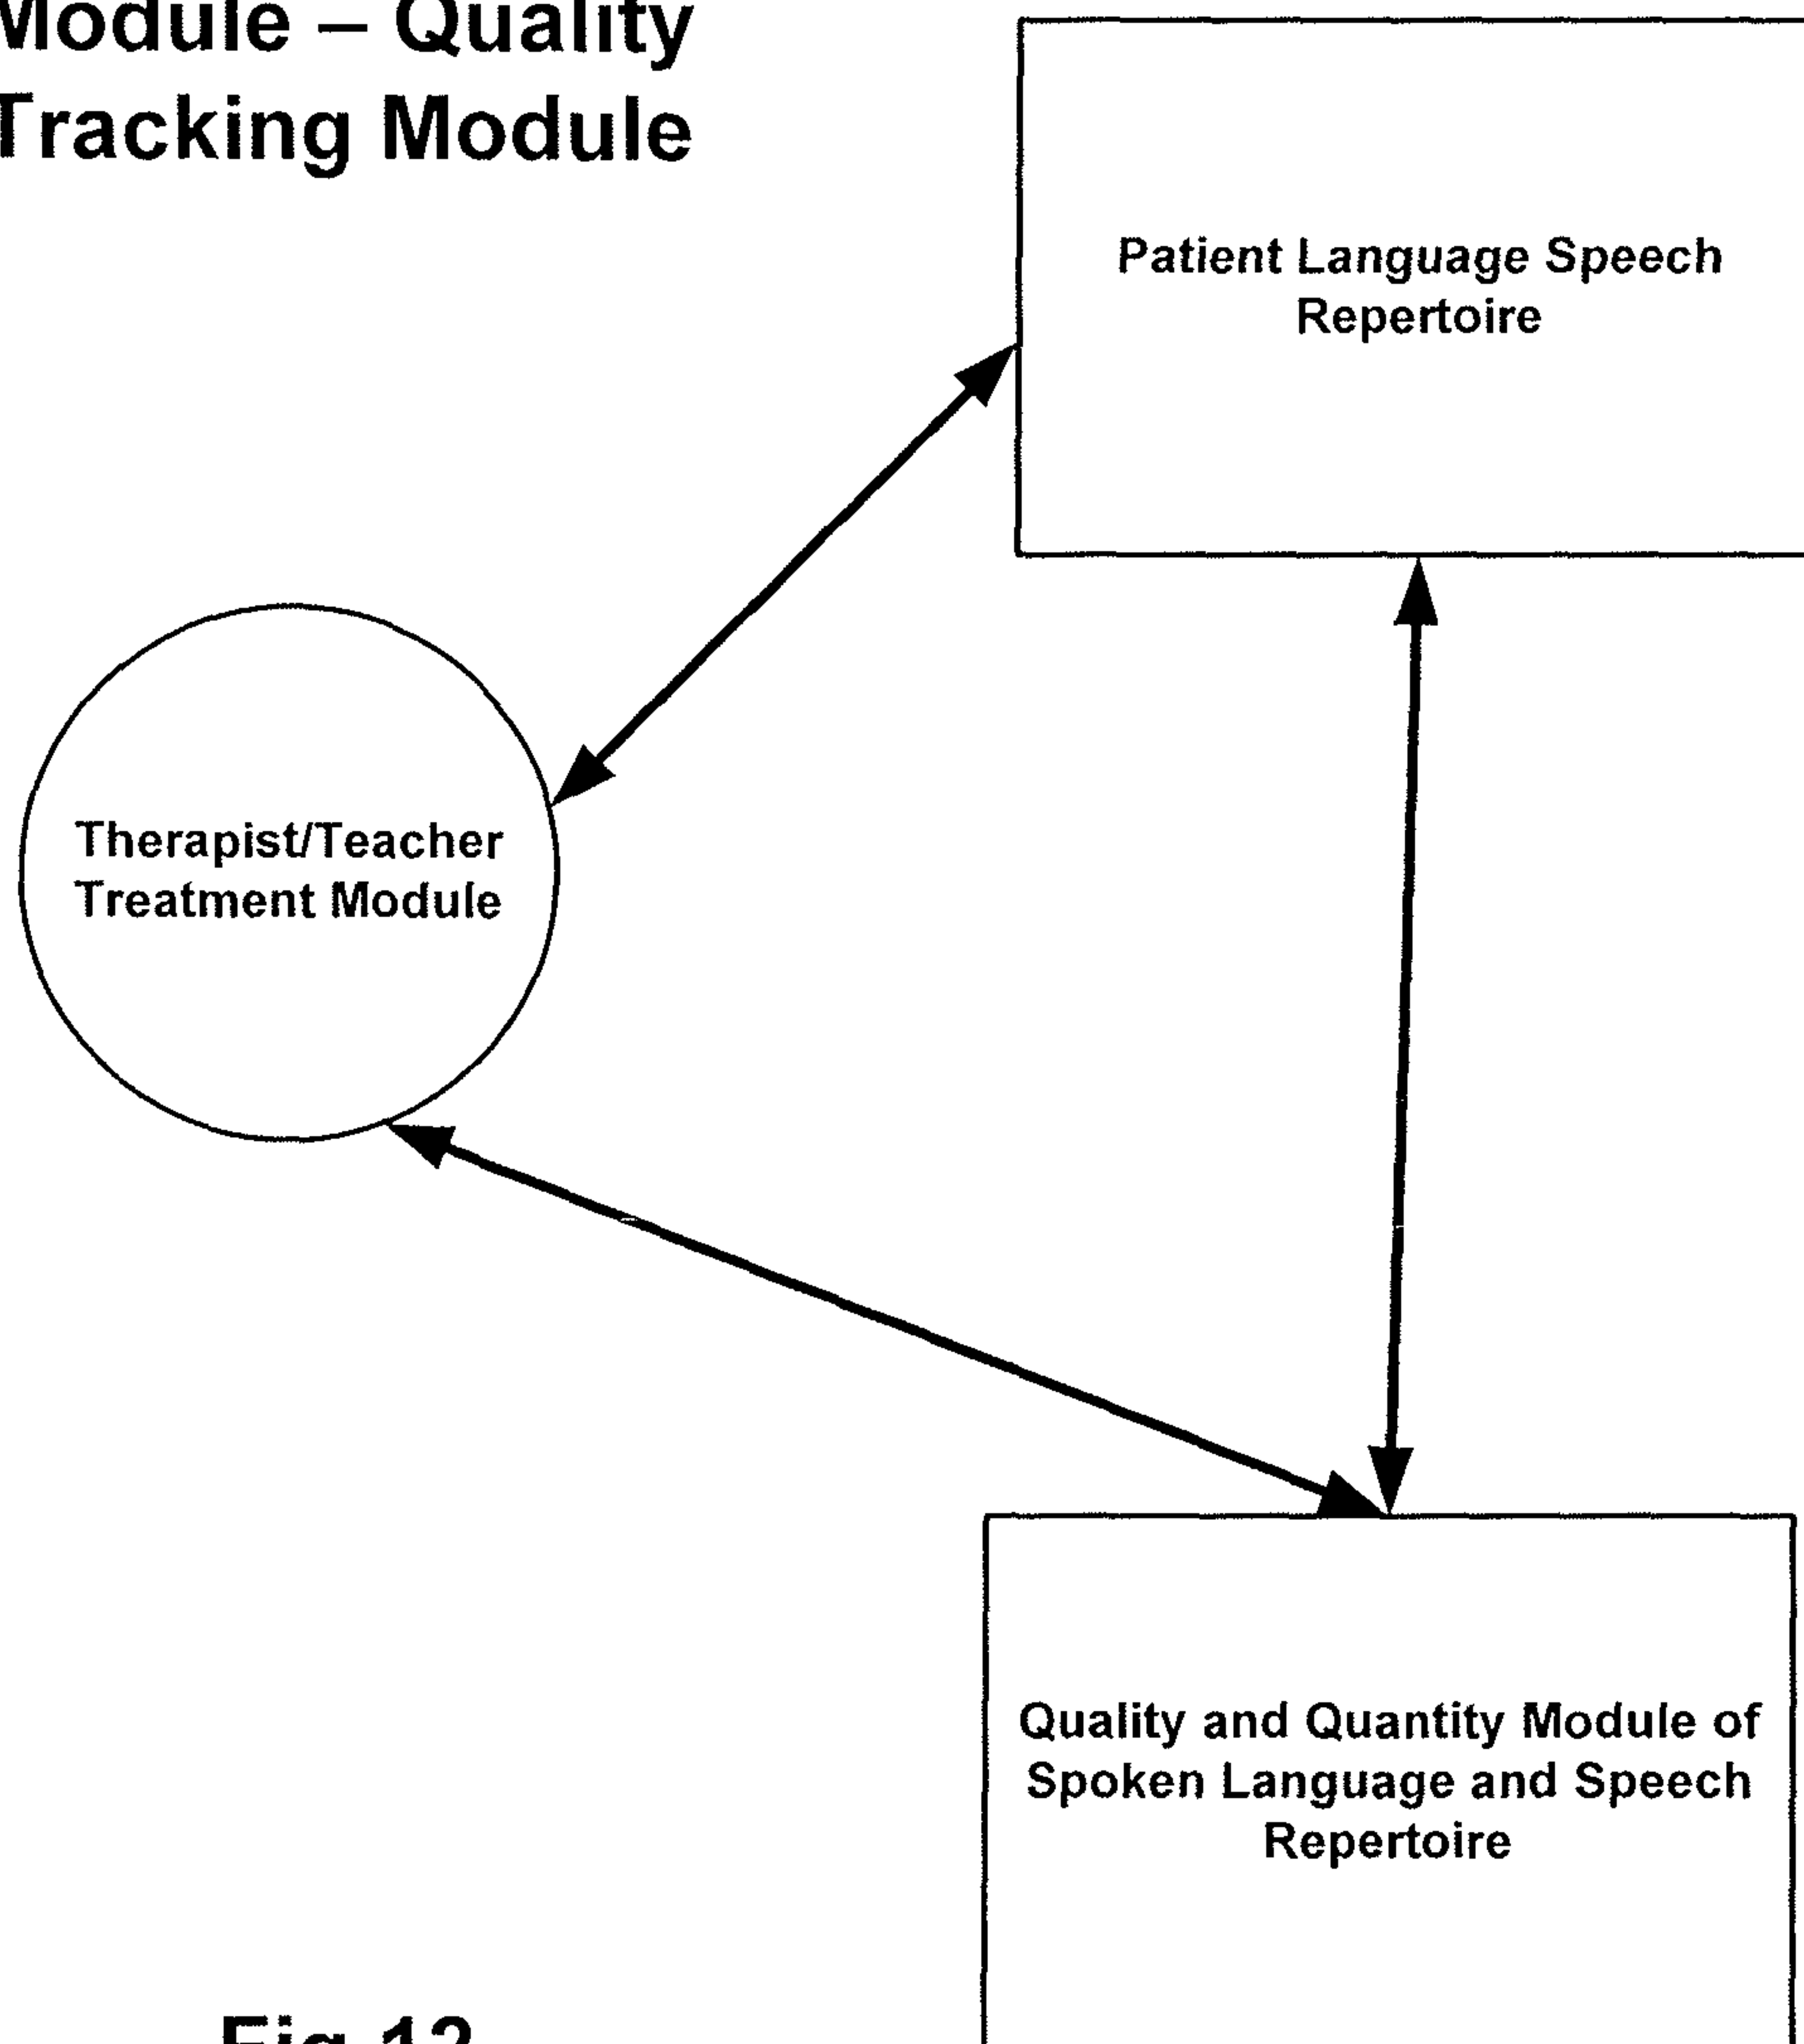 Module – Quality
Tracking Module
Patient Language Speech
Repertoire
Therapist/Teacher
Treatment Module
Quality and Quantity Module of
Spoken Language and Speech
Repertoire